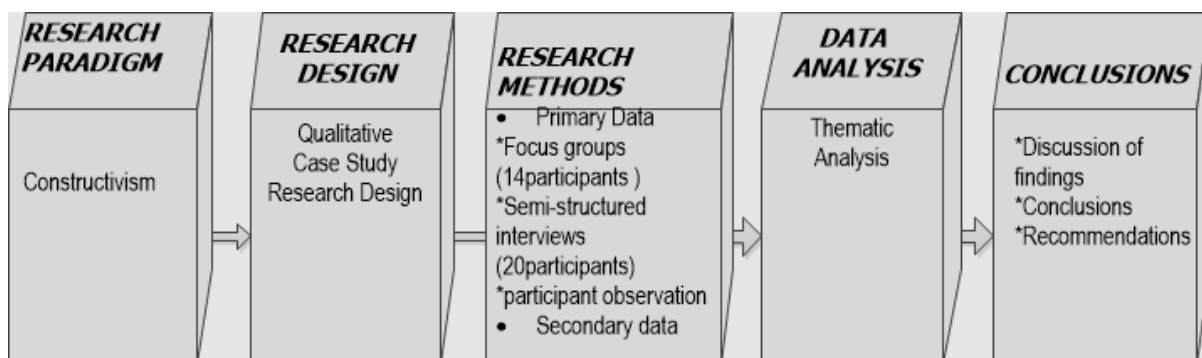 RESEARCH
PARADIGM
Constructivism
RESEARCH
DESIGN
Qualitative
Case Study
Research Design
RESEARCH
METHODS
• Primary Data
*Focus groups
(14participants )
*Semi-structured
interviews
(20participants)
*participant observation
• Secondary data
DATA
ANALYSIS
Thematic
Analysis
CONCLUSIONS
*Discussion of
findings
*Conclusions
*Recommendations